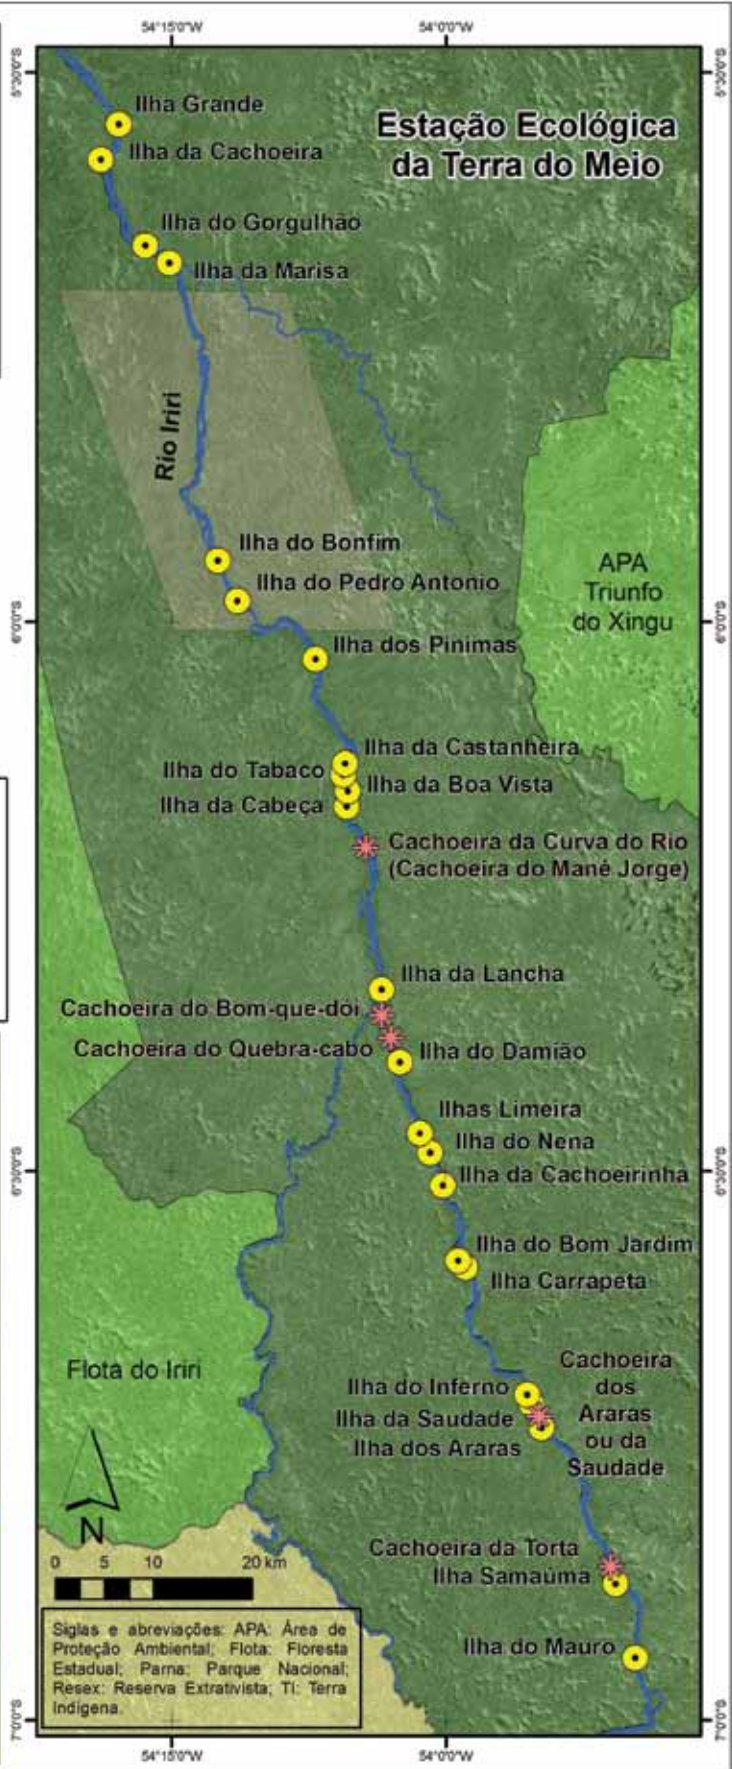 54°15'0"W
54°0'0"W
5°30'0"S
5°30'0"S
Ilha Grande
Estação Ecológica
da Terra do Meio
Ilha da Cachoeira
Ilha do Gorgulhão
Ilha da Marisa
Rio Iriri
Ilha do Bonfim
APA
Triunfo
do Xingu
Ilha do Pedro Antonio
6°0'0"S
6°0'0"S
Ilha dos Pinimas
Ilha da Castanheira
Ilha do Tabaco
Ilha da Boa Vista
Ilha da Cabeça
Cachoeira da Curva do Rio
(Cachoeira do Mané Jorge)
Ilha da Lancha
Cachoeira do Bom-que-dói
Cachoeira do Quebra-cabo
Ilha do Damião
Ilhas Limeira
Ilha do Nena
6°30'0"S
6°30'0"S
Ilha da Cachoeirinha
Ilha do Bom Jardim
Ilha Carrapeta
Flota do Iriri
Cachoeira
dos
Araras
ou da
Saudade
Ilha do Inferno
Ilha da Saudade
Ilha dos Araras
N
0 5 10 20 km
Cachoeira da Torta
Ilha Samaúma
Siglas e abreviações: APA: Área de
Proteção Ambiental; Flota: Floresta
Estadual; Parna: Parque Nacional;
Resex: Reserva Extrativista; TI: Terra
Indígena.
Ilha do Mauro
7°0'0"S
7°0'0"S
54°15'0"W
54°0'0"W